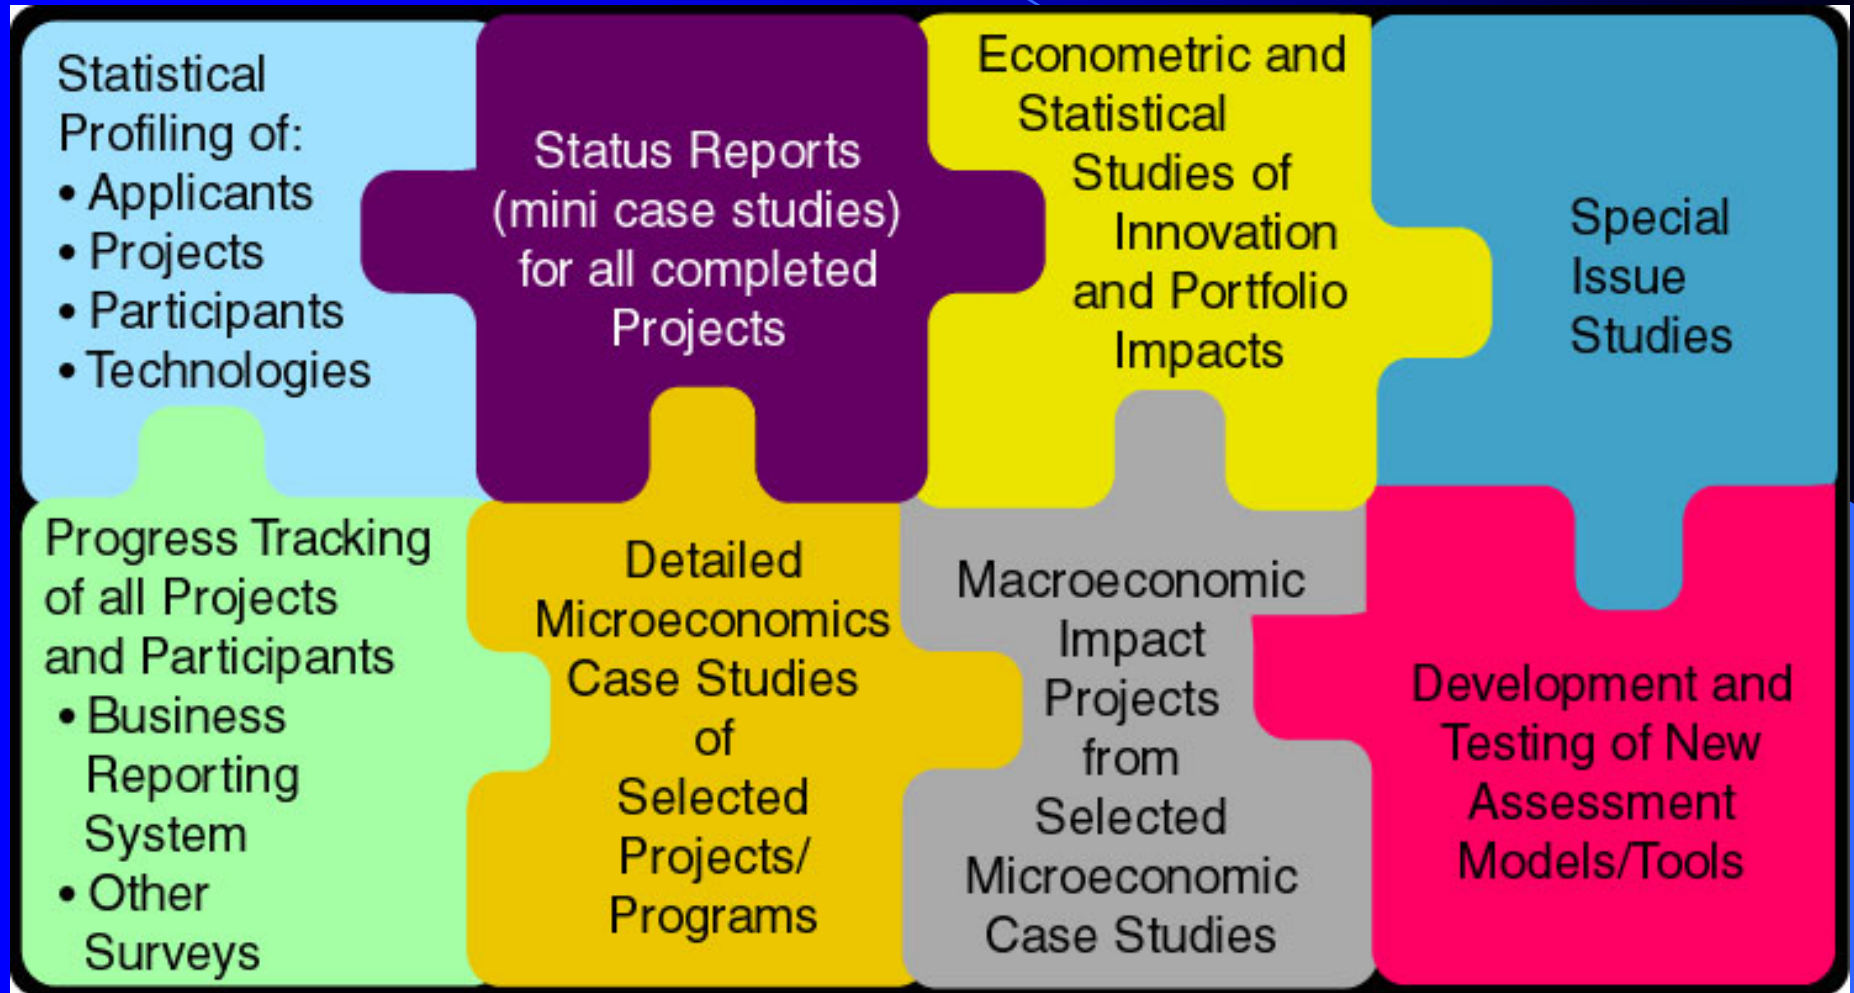 Statistical
Profiling of:
• Applicants
• Projects
• Participants
• Technologies
Status Reports
(mini case studies)
for all completed
Projects
Econometric and
Statistical
Studies of
Innovation
and Portfolio
Impacts
Special
Issue
Studies
Progress Tracking
of all Projects
and Participants
• Business
Reporting
System
• Other
Surveys
Detailed
Microeconomics
Case Studies
of
Selected
Projects/
Programs
Macroeconomic
Impact
Projects
from
Selected
Microeconomic
Case Studies
Development and
Testing of New
Assessment
Models/Tools